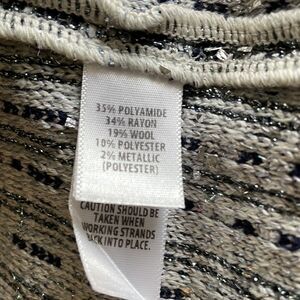 35% POLYAMIDE
34% RAYON
19% WOOL
10% POLYESTER
2% METALLIC
(POLYESTER)
CAUTION SHOULD BE
TAKEN WHEN
WORKING STRANDS
BACK INTO PLACE.